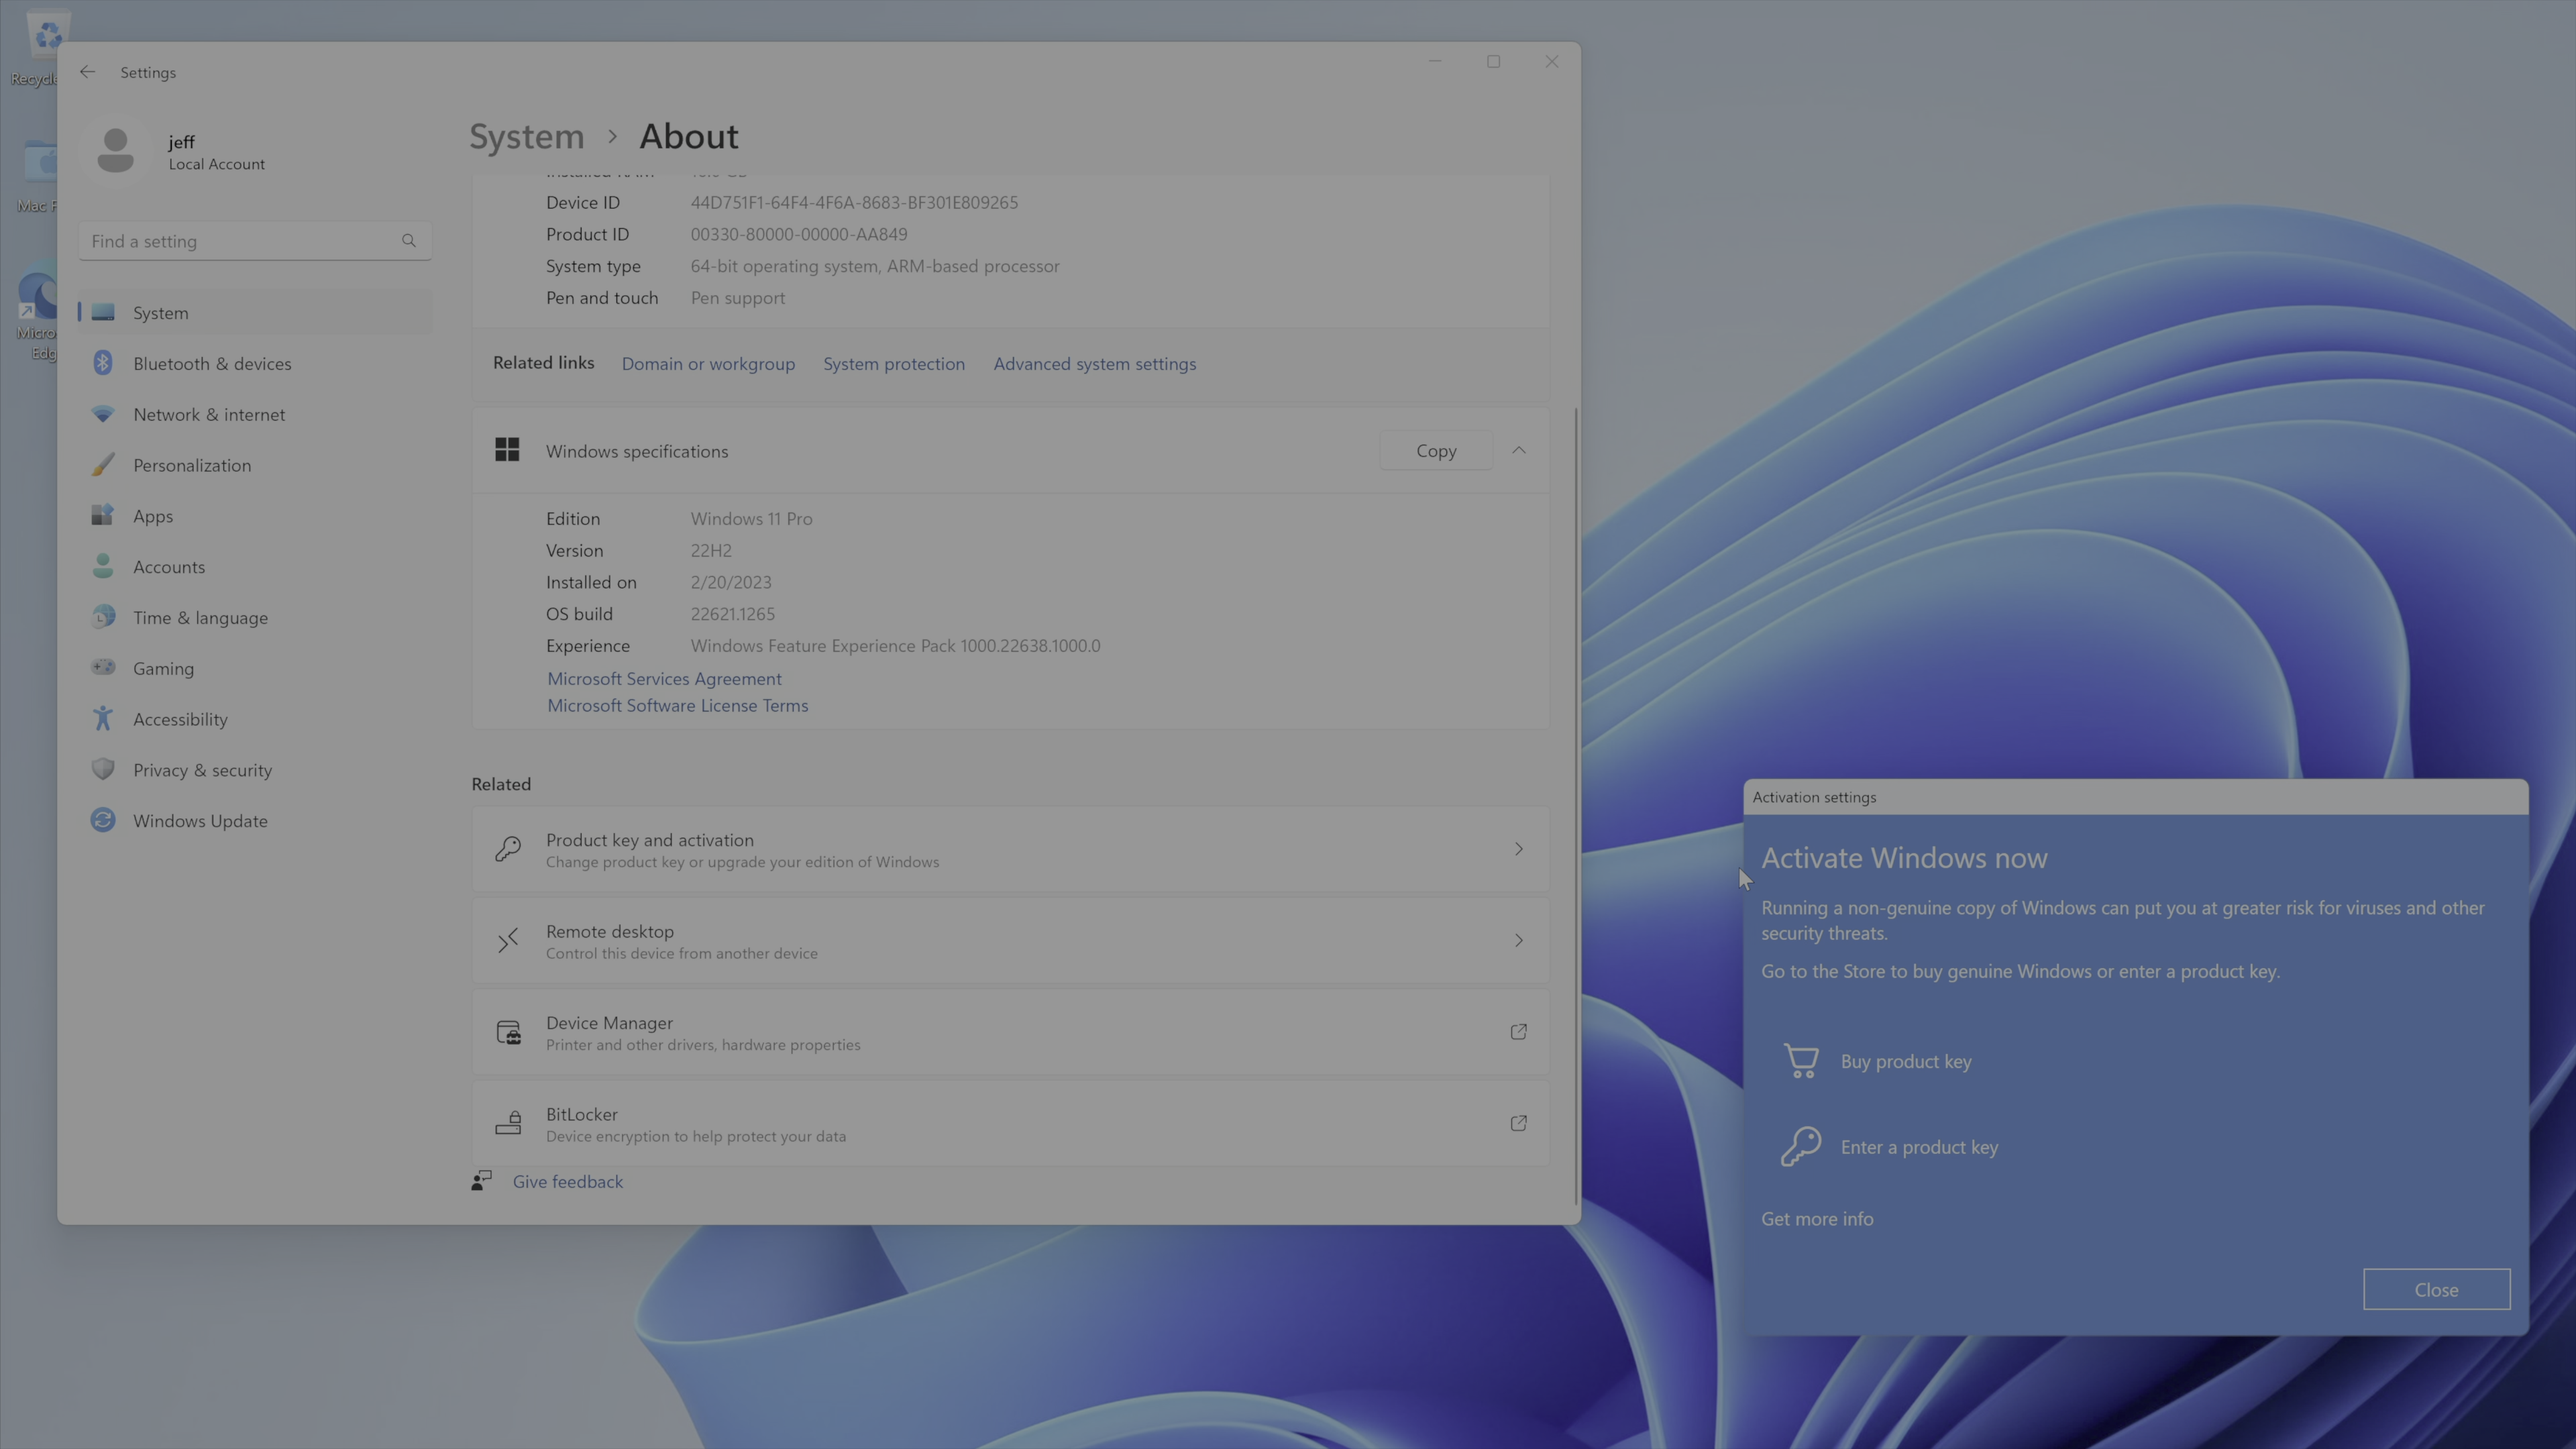 Settings
jeff
Local Account
Find a setting
System
Bluetooth & devices
Network & internet
Personalization
Apps
Accounts
Time & language
Gaming
Accessibility
Privacy & security
Windows Update
System > About
Device ID 44D751F1-64F4-4F6A-8683-BF301E809265
Product ID 00330-80000-00000-AA849
System type 64-bit operating system, ARM-based processor
Pen and touch Pen support
Related links Domain or workgroup System protection Advanced system settings
Windows specifications Copy
Edition Windows 11 Pro
Version 22H2
Installed on 2/20/2023
OS build 22621.1265
Experience Windows Feature Experience Pack 1000.22638.1000.0
Microsoft Services Agreement
Microsoft Software License Terms
Related
Product key and activation
Change product key or upgrade your edition of Windows
Remote desktop
Control this device from another device
Device Manager
Printer and other drivers, hardware properties
BitLocker
Device encryption to help protect your data
Give feedback
Activation settings
Activate Windows now
Running a non-genuine copy of Windows can put you at greater risk for viruses and other
security threats.
Go to the Store to buy genuine Windows or enter a product key.
Buy product key
Enter a product key
Get more info
Close